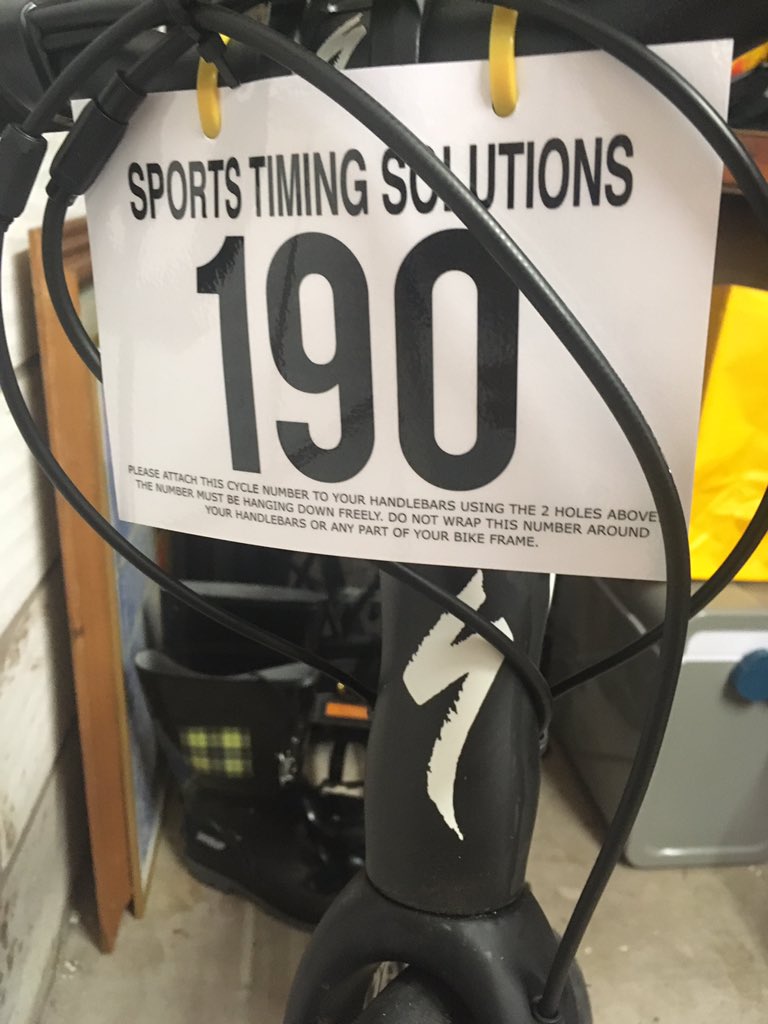 SPORTS TIMING SOLUTIONS
190
PLEASE ATTACH THIS CYCLE NUMBER TO YOUR HANDLEBARS USING THE 2 HOLES ABOVE
THE NUMBER MUST BE HANGING DOWN FREELY. DO NOT WRAP THIS NUMBER AROUND
YOUR HANDLEBARS OR ANY PART OF YOUR BIKE FRAME.